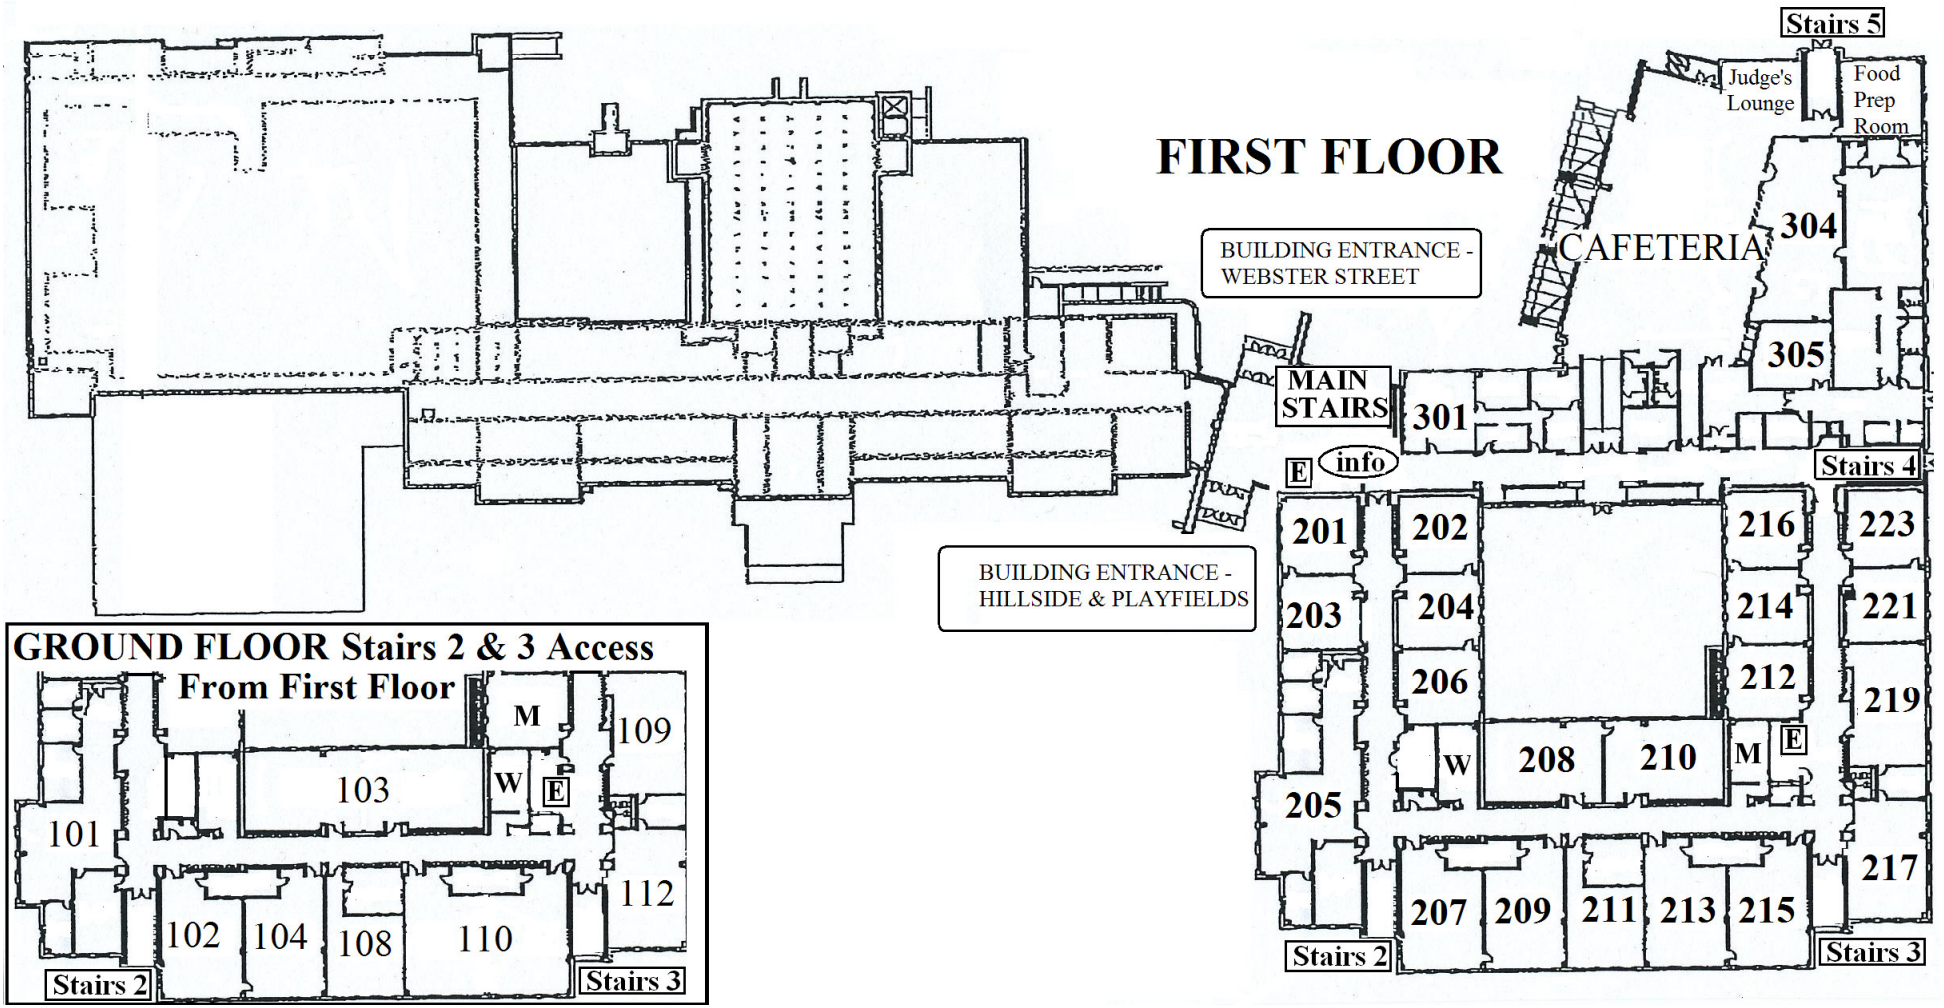 Stairs 5
Judge's
Lounge
Food
Prep
Room
FIRST FLOOR
304
BUILDING ENTRANCE -
WEBSTER STREET
CAFETERIA
305
MAIN
STAIRS
301
E
info
Stairs 4
201
202
216
223
BUILDING ENTRANCE -
HILLSIDE & PLAYFIELDS
203
204
214
221
206
212
219
W
208
210
M
E
205
217
207
209
211
213
215
Stairs 2
Stairs 3
GROUND FLOOR Stairs 2 & 3 Access
From First Floor
M
109
103
W
E
101
112
102
104
108
110
Stairs 2
Stairs 3